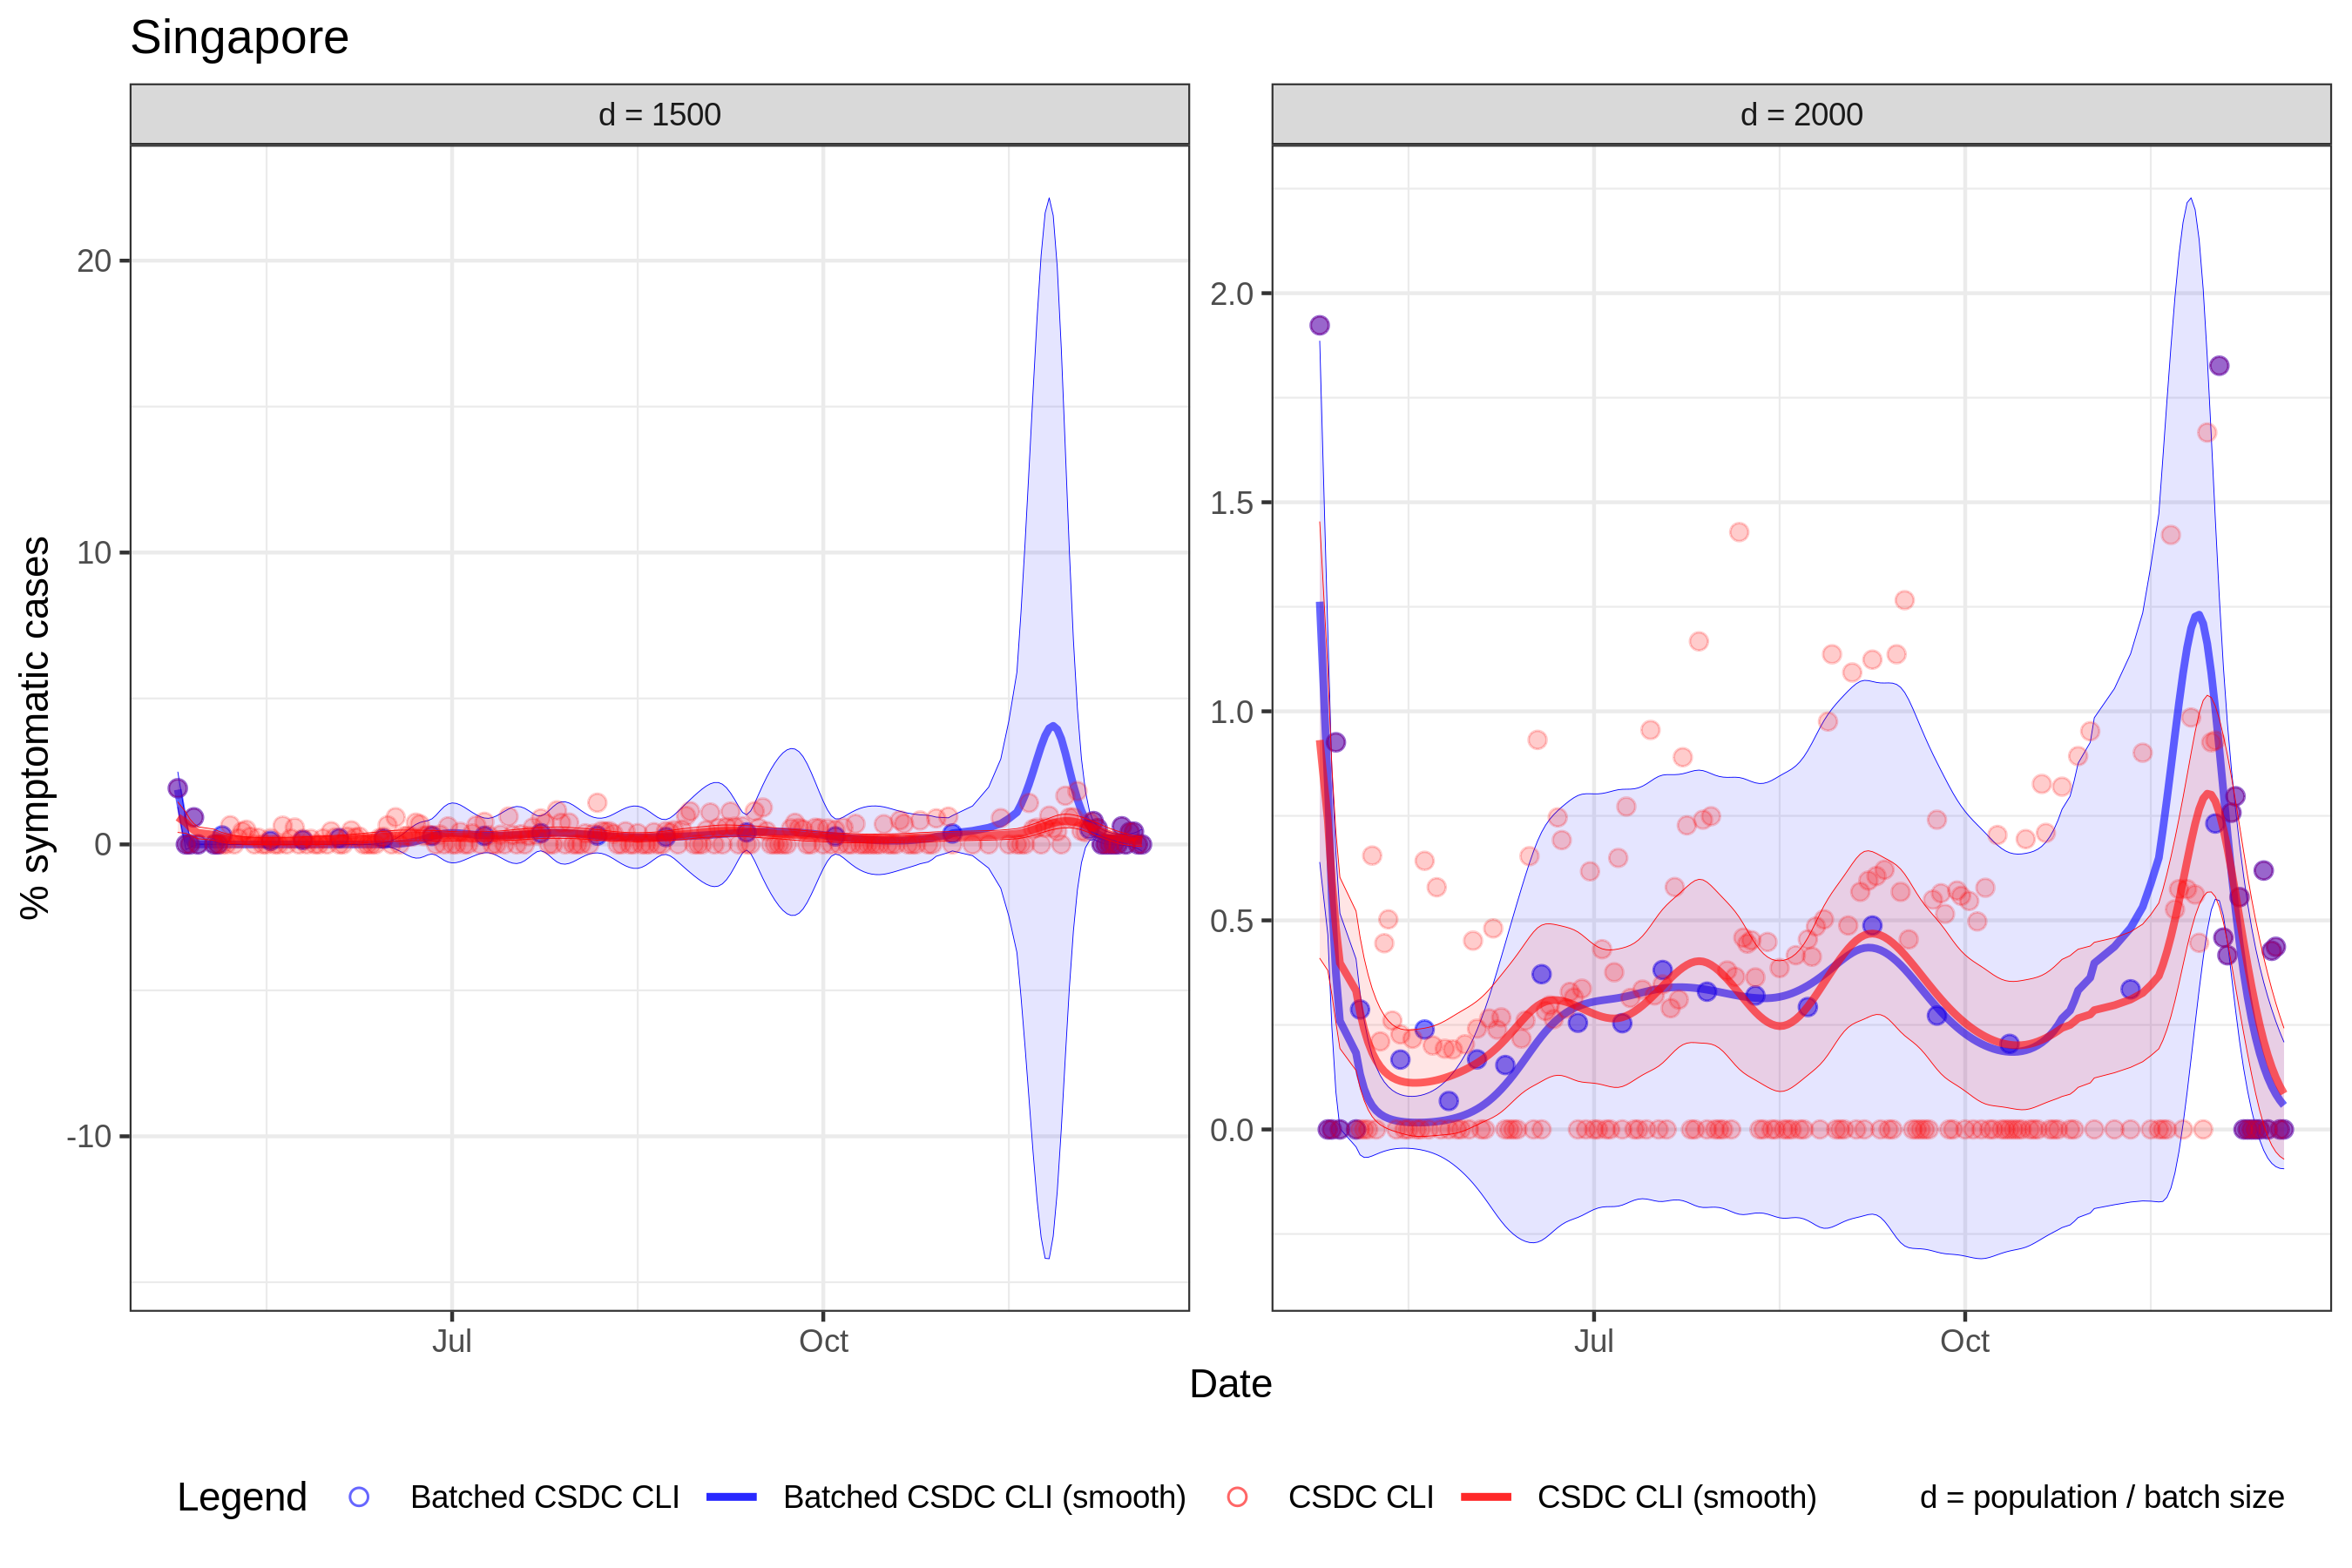 Singapore
d = 1500
d = 2000
% symptomatic cases
20
10
0
-10
2.0
1.5
1.0
0.5
0.0
Jul
Oct
Jul
Oct
Date
Legend
Batched CSDC CLI
Batched CSDC CLI (smooth)
CSDC CLI
CSDC CLI (smooth)
d = population / batch size